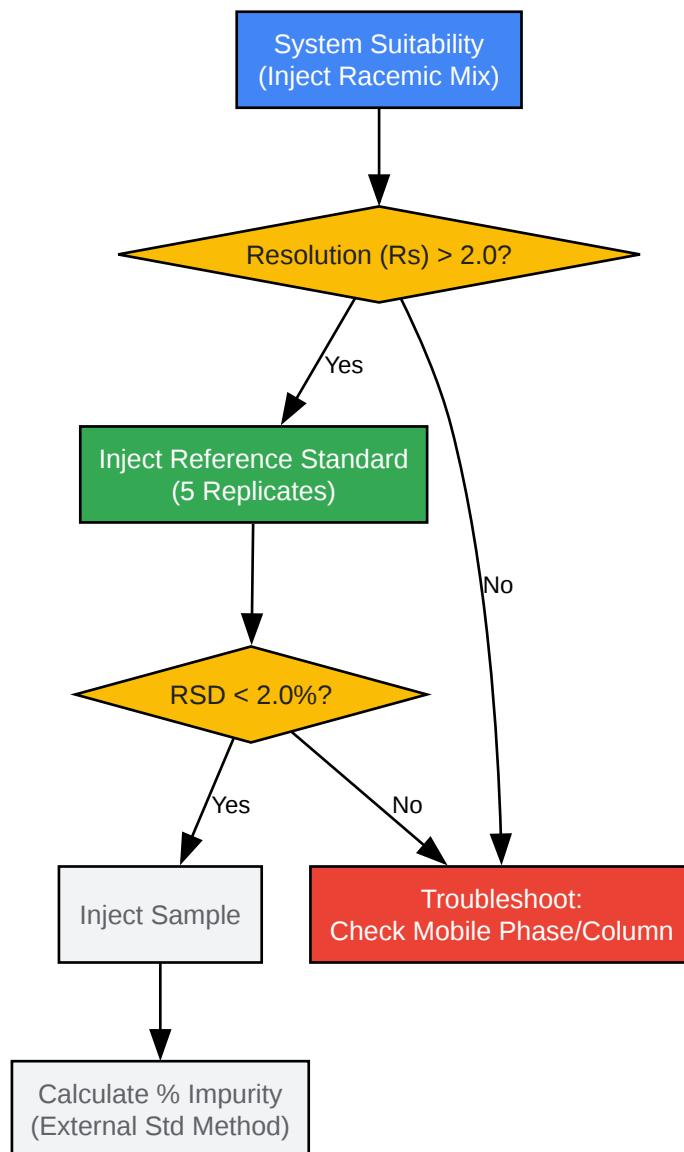 System Suitability
(Inject Racemic Mix)
Resolution (Rs) > 2.0?
Yes
Inject Reference Standard
(5 Replicates)
No
RSD < 2.0%?
Yes
No
Inject Sample
Troubleshoot:
Check Mobile Phase/Column
Calculate % Impurity
(External Std Method)